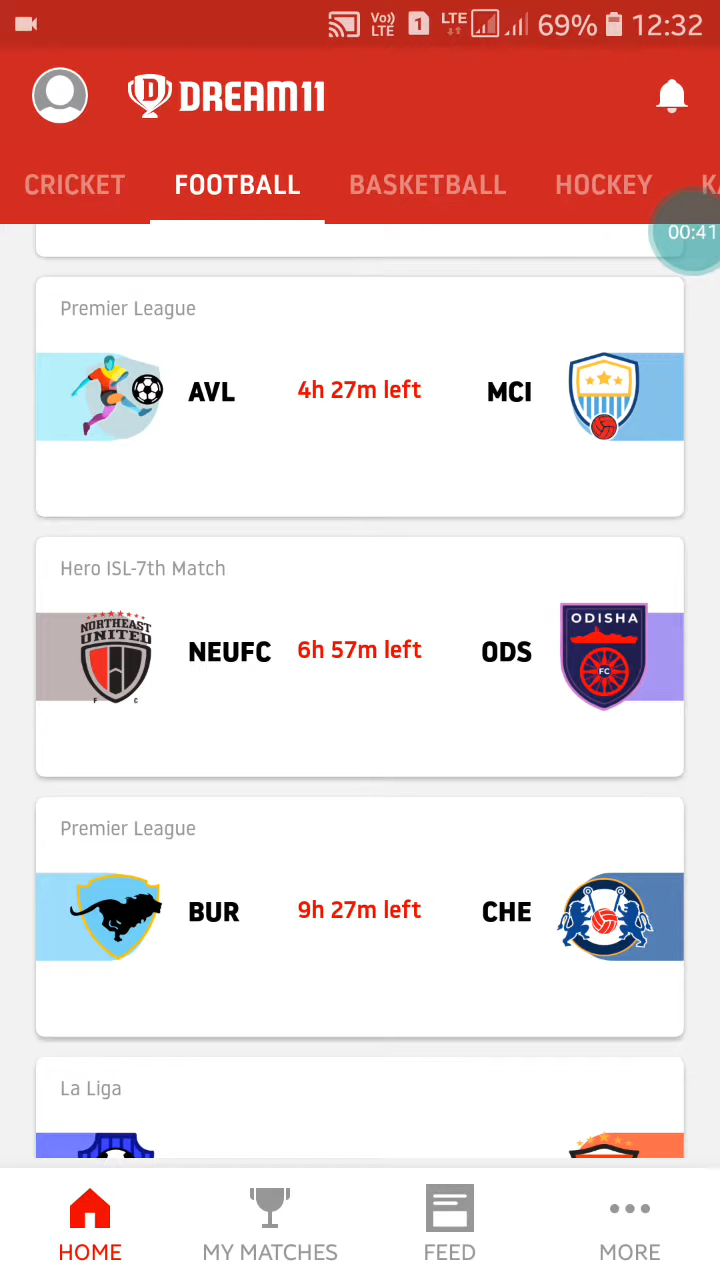 Vo)) LTE 1 LTE 69% 12:32
D DREAM11
CRICKET FOOTBALL BASKETBALL HOCKEY
00:41
Premier League
AVL 4h 27m left MCI
Hero ISL-7th Match
NORTHEAST UNITED F C NEUFC 6h 57m left ODS ODISHA FC
Premier League
BUR 9h 27m left CHE
La Liga
HOME MY MATCHES FEED MORE